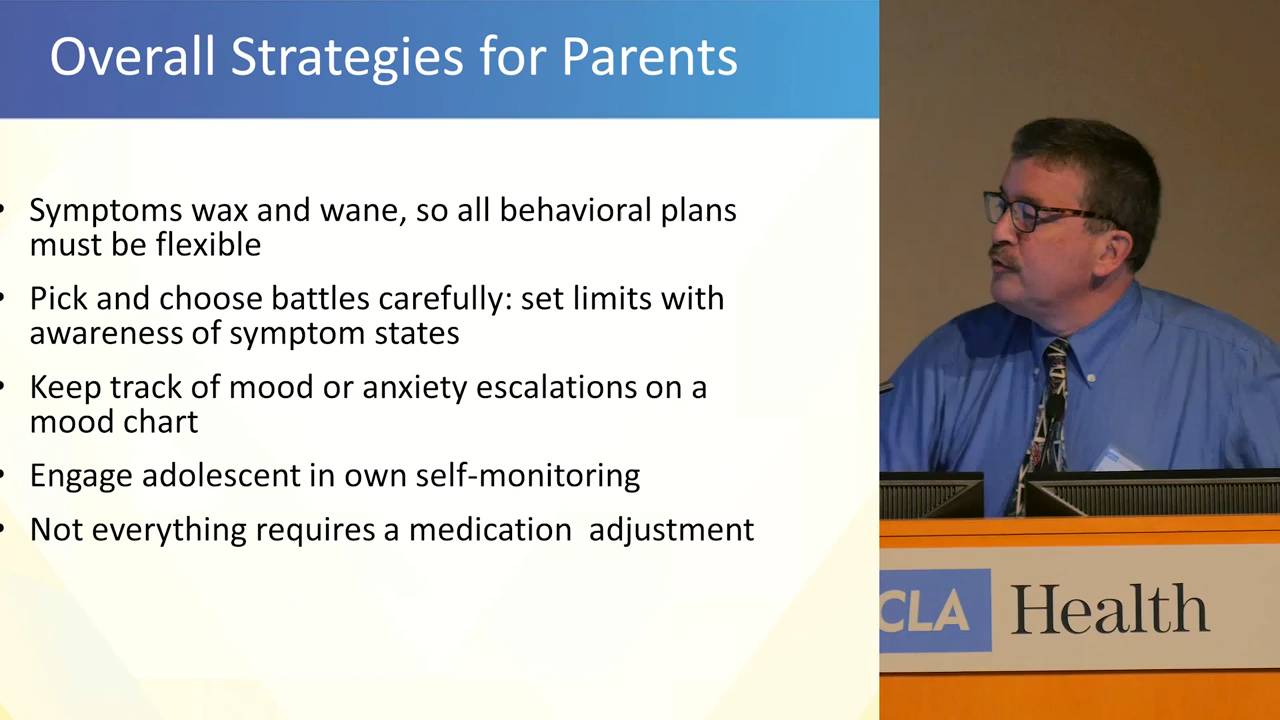 Overall Strategies for Parents
• Symptoms wax and wane, so all behavioral plans
must be flexible
• Pick and choose battles carefully: set limits with
awareness of symptom states
• Keep track of mood or anxiety escalations on a
mood chart
• Engage adolescent in own self-monitoring
• Not everything requires a medication adjustment
CLA Health